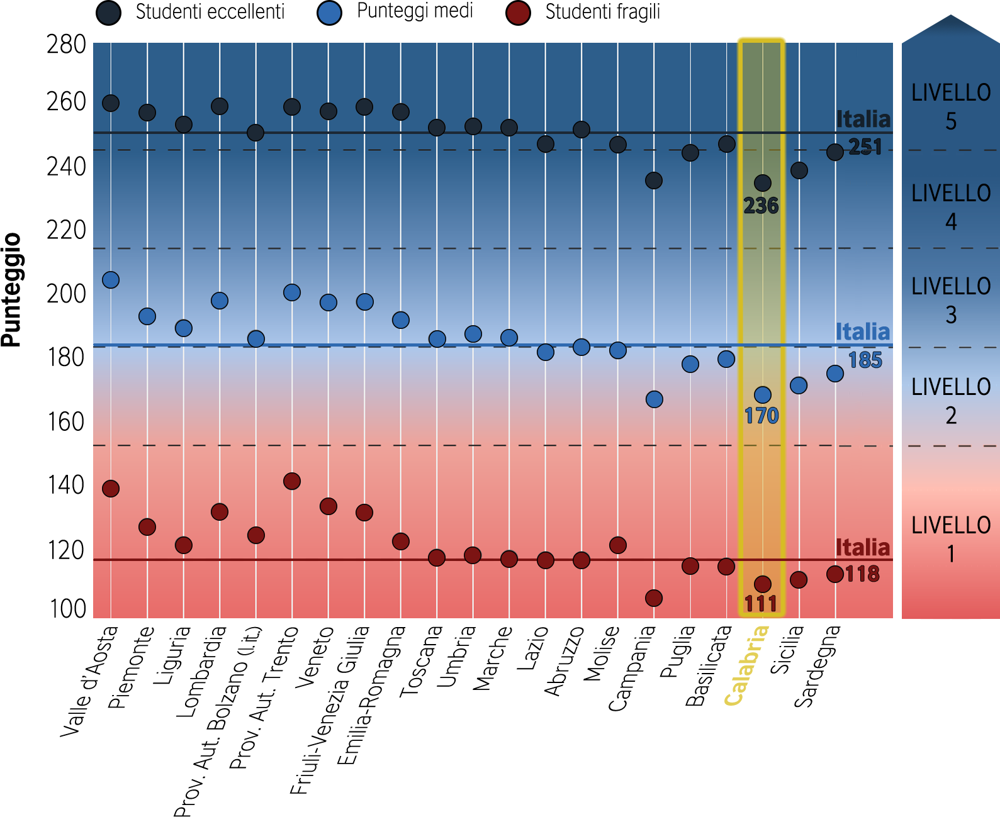 Studenti eccellenti
Punteggi medi
Studenti fragili
Punteggio
280
260
240
220
200
180
160
140
120
100
Italia
251
236
Italia
185
170
Italia
118
111
LIVELLO
5
LIVELLO
4
LIVELLO
3
LIVELLO
2
LIVELLO
1
Valle d'Aosta
Piemonte
Liguria
Lombardia
Prov. Aut. Bolzano (l.it.)
Prov. Aut. Trento
Veneto
Friuli-Venezia Giulia
Emilia-Romagna
Toscana
Umbria
Marche
Lazio
Abruzzo
Molise
Campania
Puglia
Basilicata
Calabria
Sicilia
Sardegna